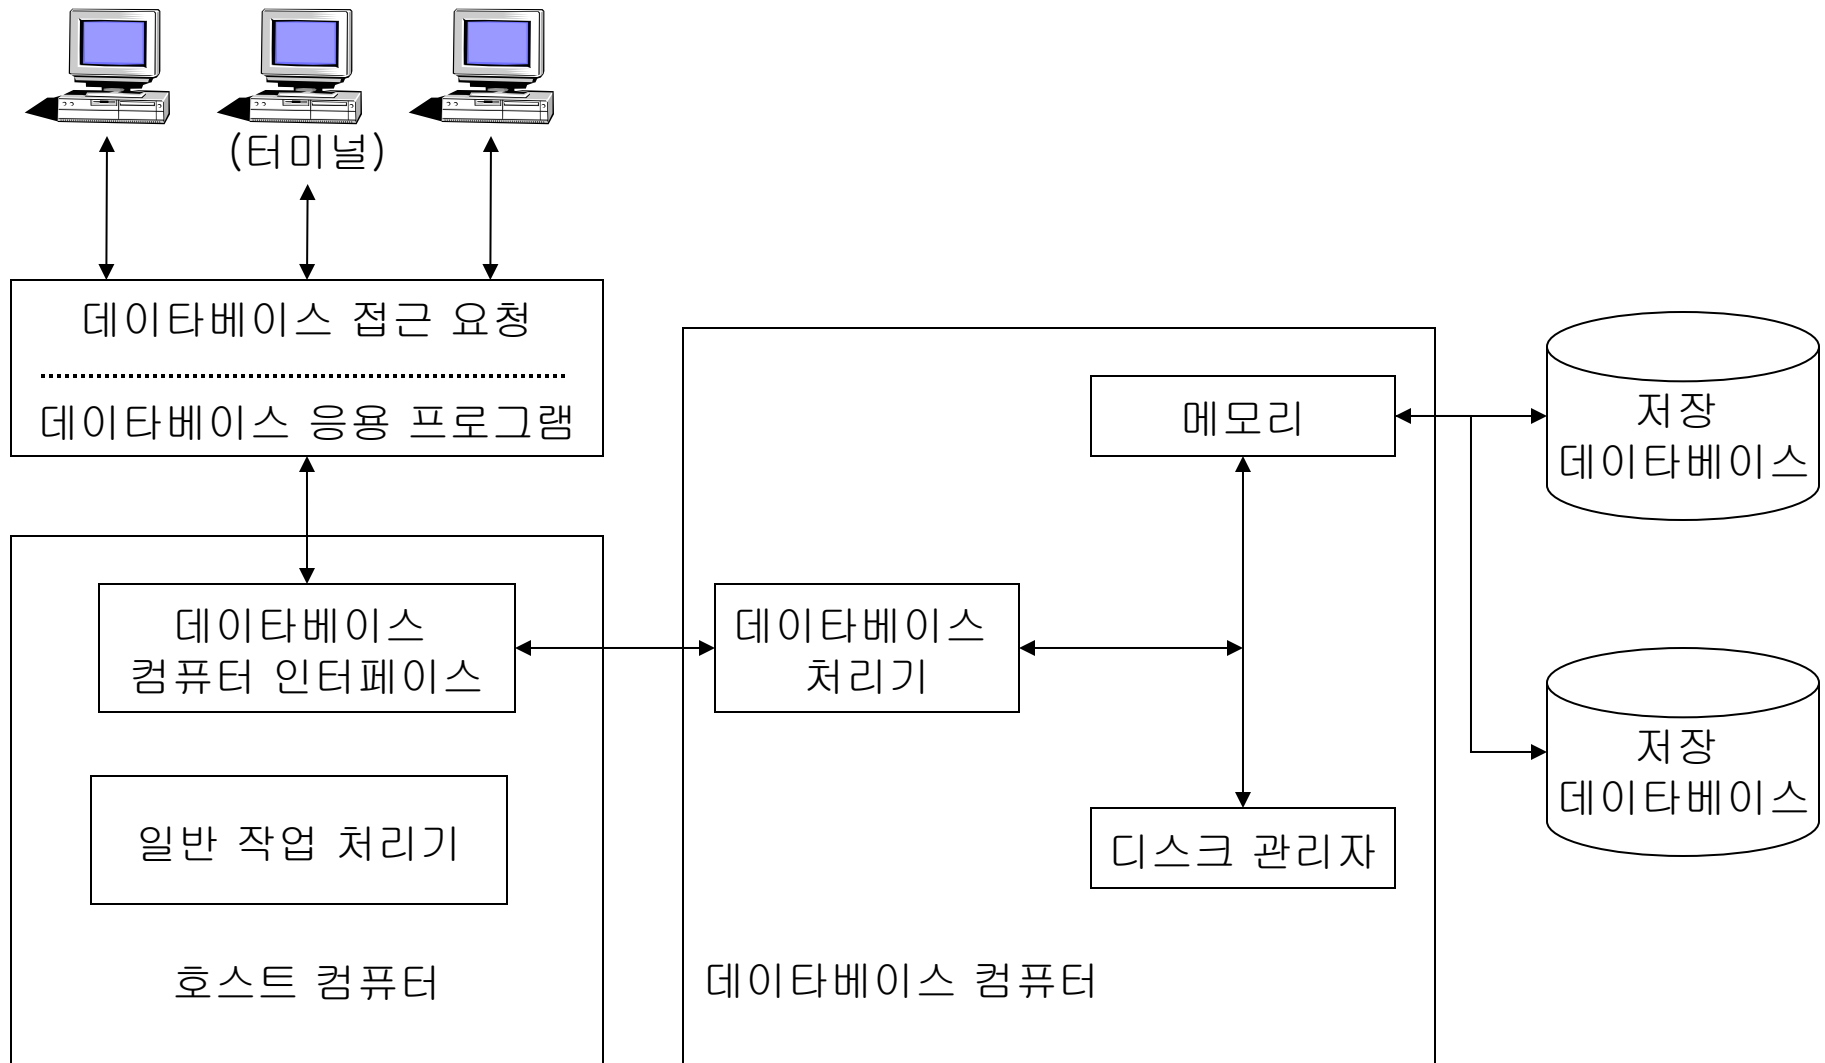 (터미널)
데이타베이스 접근 요청
데이타베이스 응용 프로그램
데이타베이스
컴퓨터 인터페이스
일반 작업 처리기
호스트 컴퓨터
데이타베이스
처리기
메모리
디스크 관리자
데이타베이스 컴퓨터
저장
데이타베이스
저장
데이타베이스